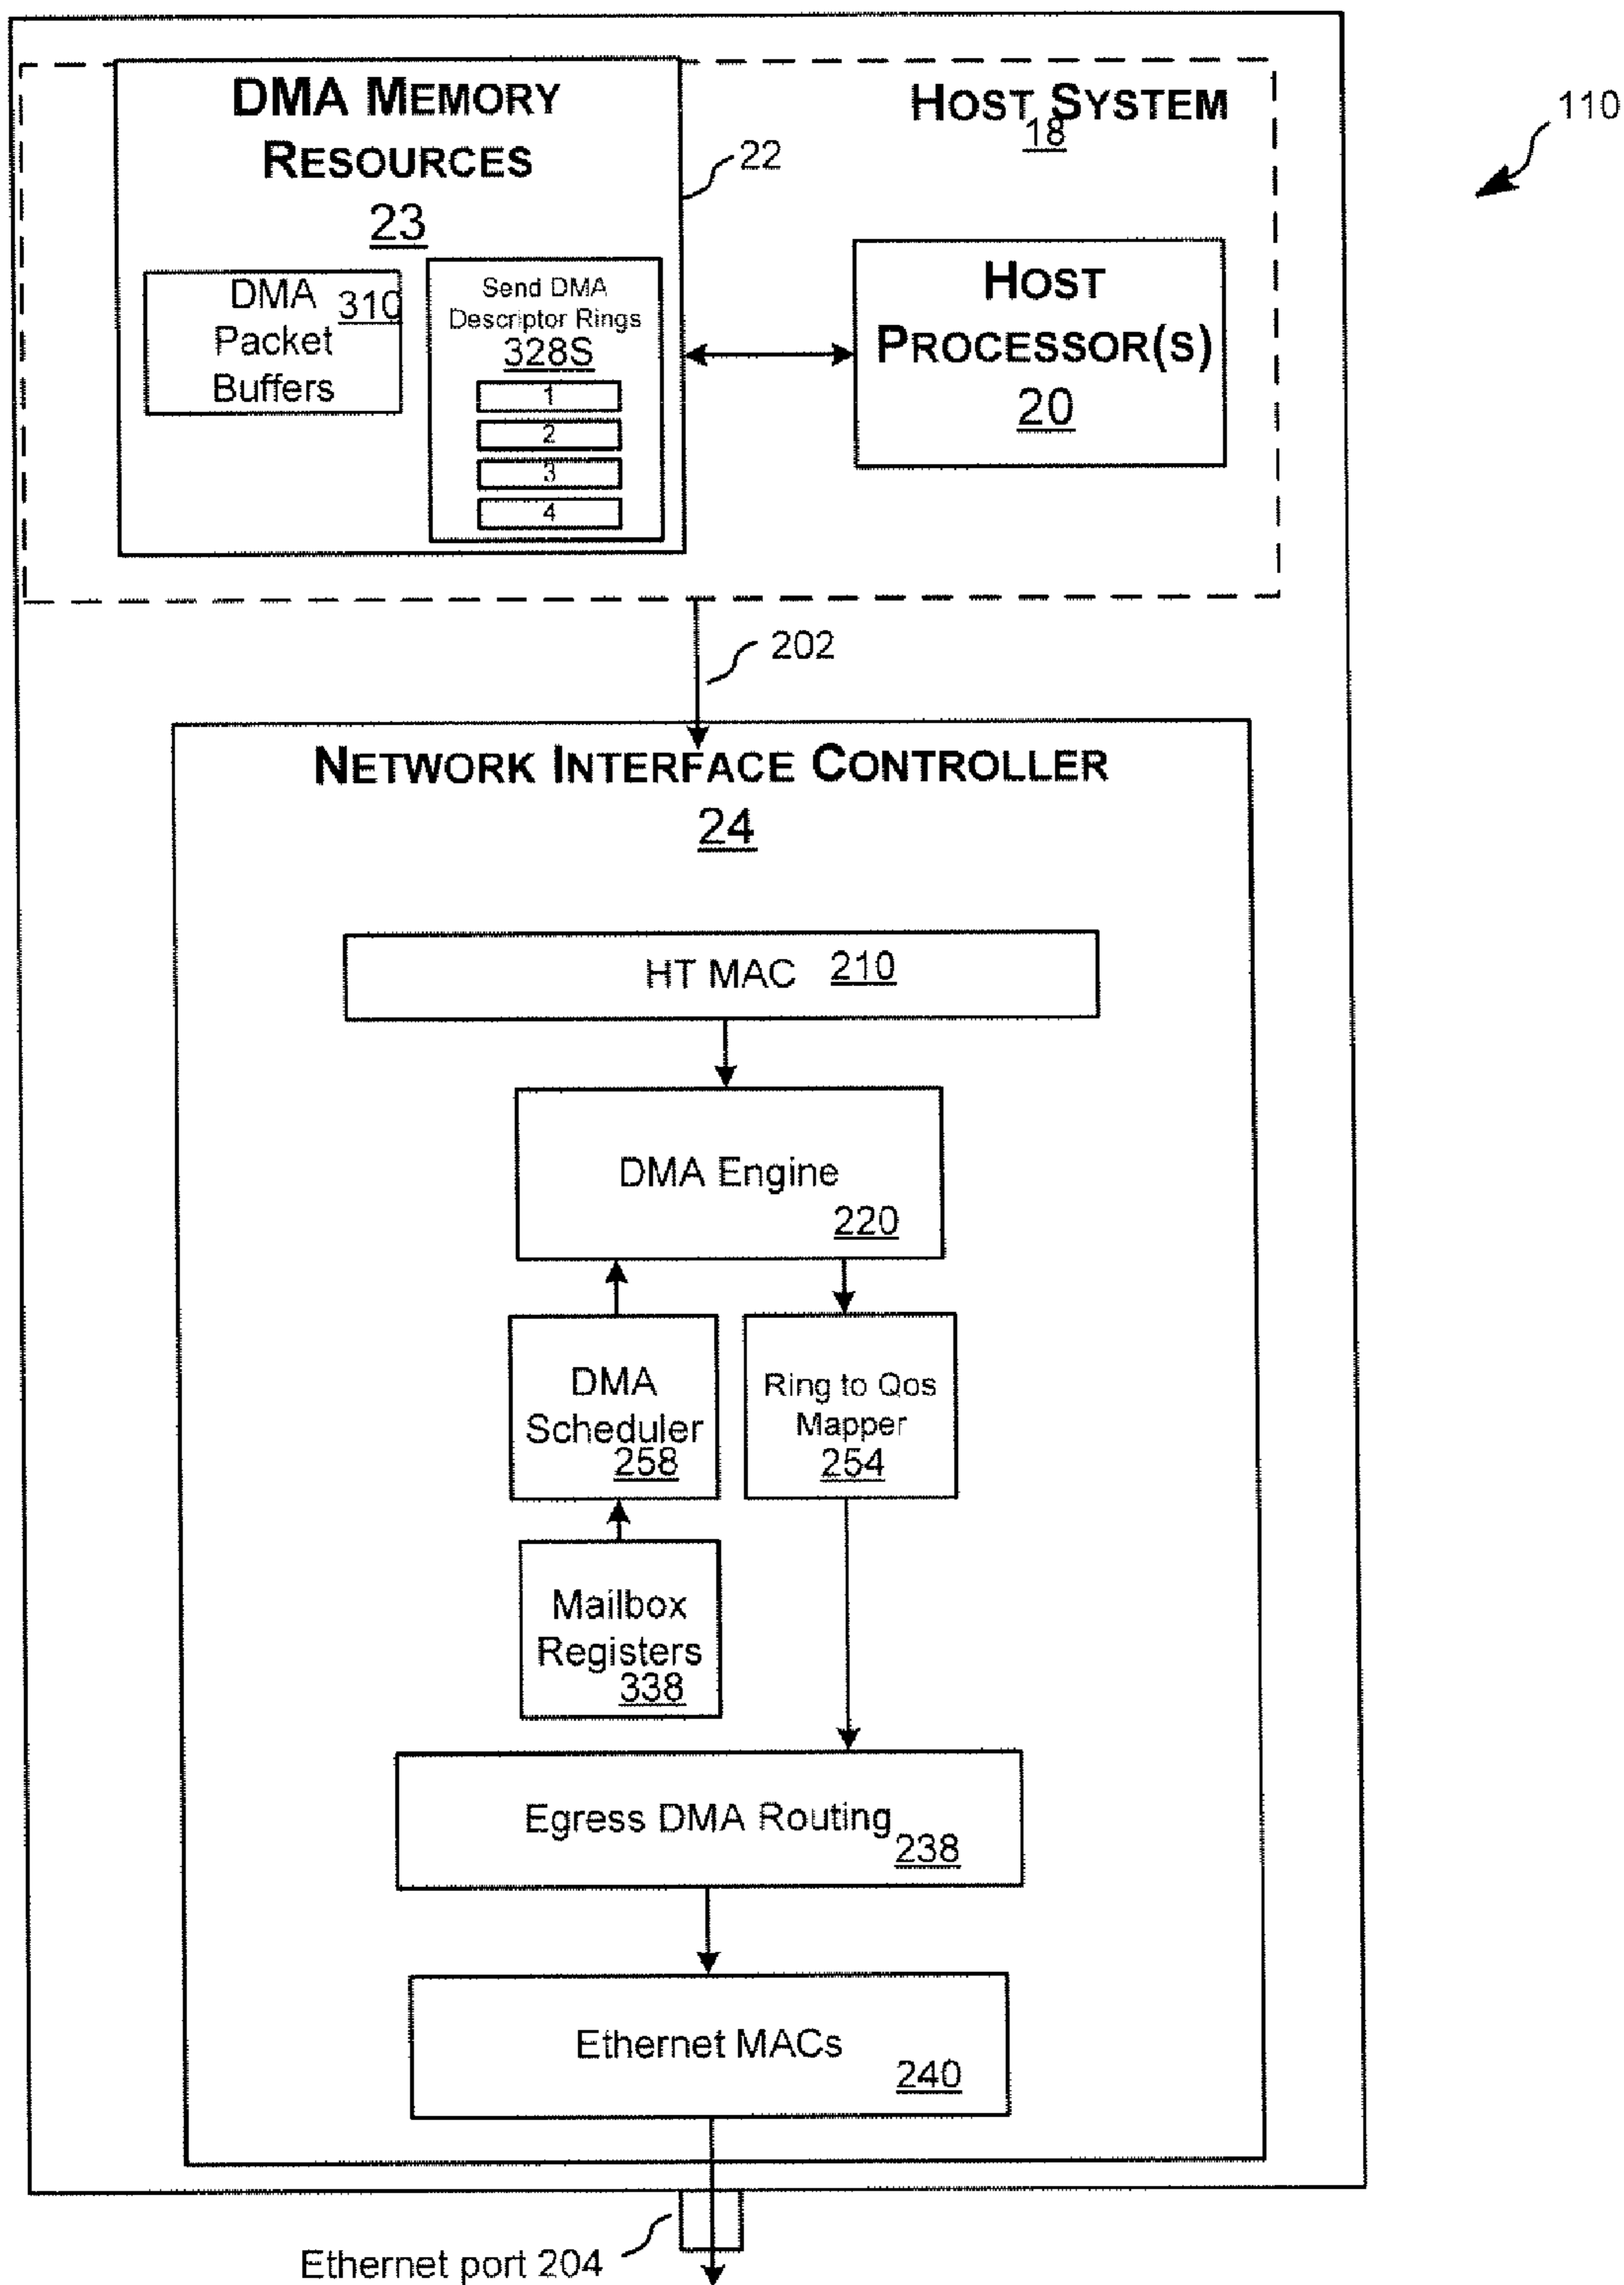 DMA MEMORY
RESOURCES
23
HOST SYSTEM
18
110
22
DMA
Packet
Buffers
310
Send DMA
Descriptor Rings
328S
1
2
3
4
HOST
PROCESSOR(S)
20
202
NETWORK INTERFACE CONTROLLER
24
HT MAC 210
DMA Engine
220
DMA
Scheduler
258
Ring to Qos
Mapper
254
Mailbox
Registers
338
Egress DMA Routing
238
Ethernet MACs
240
Ethernet port 204